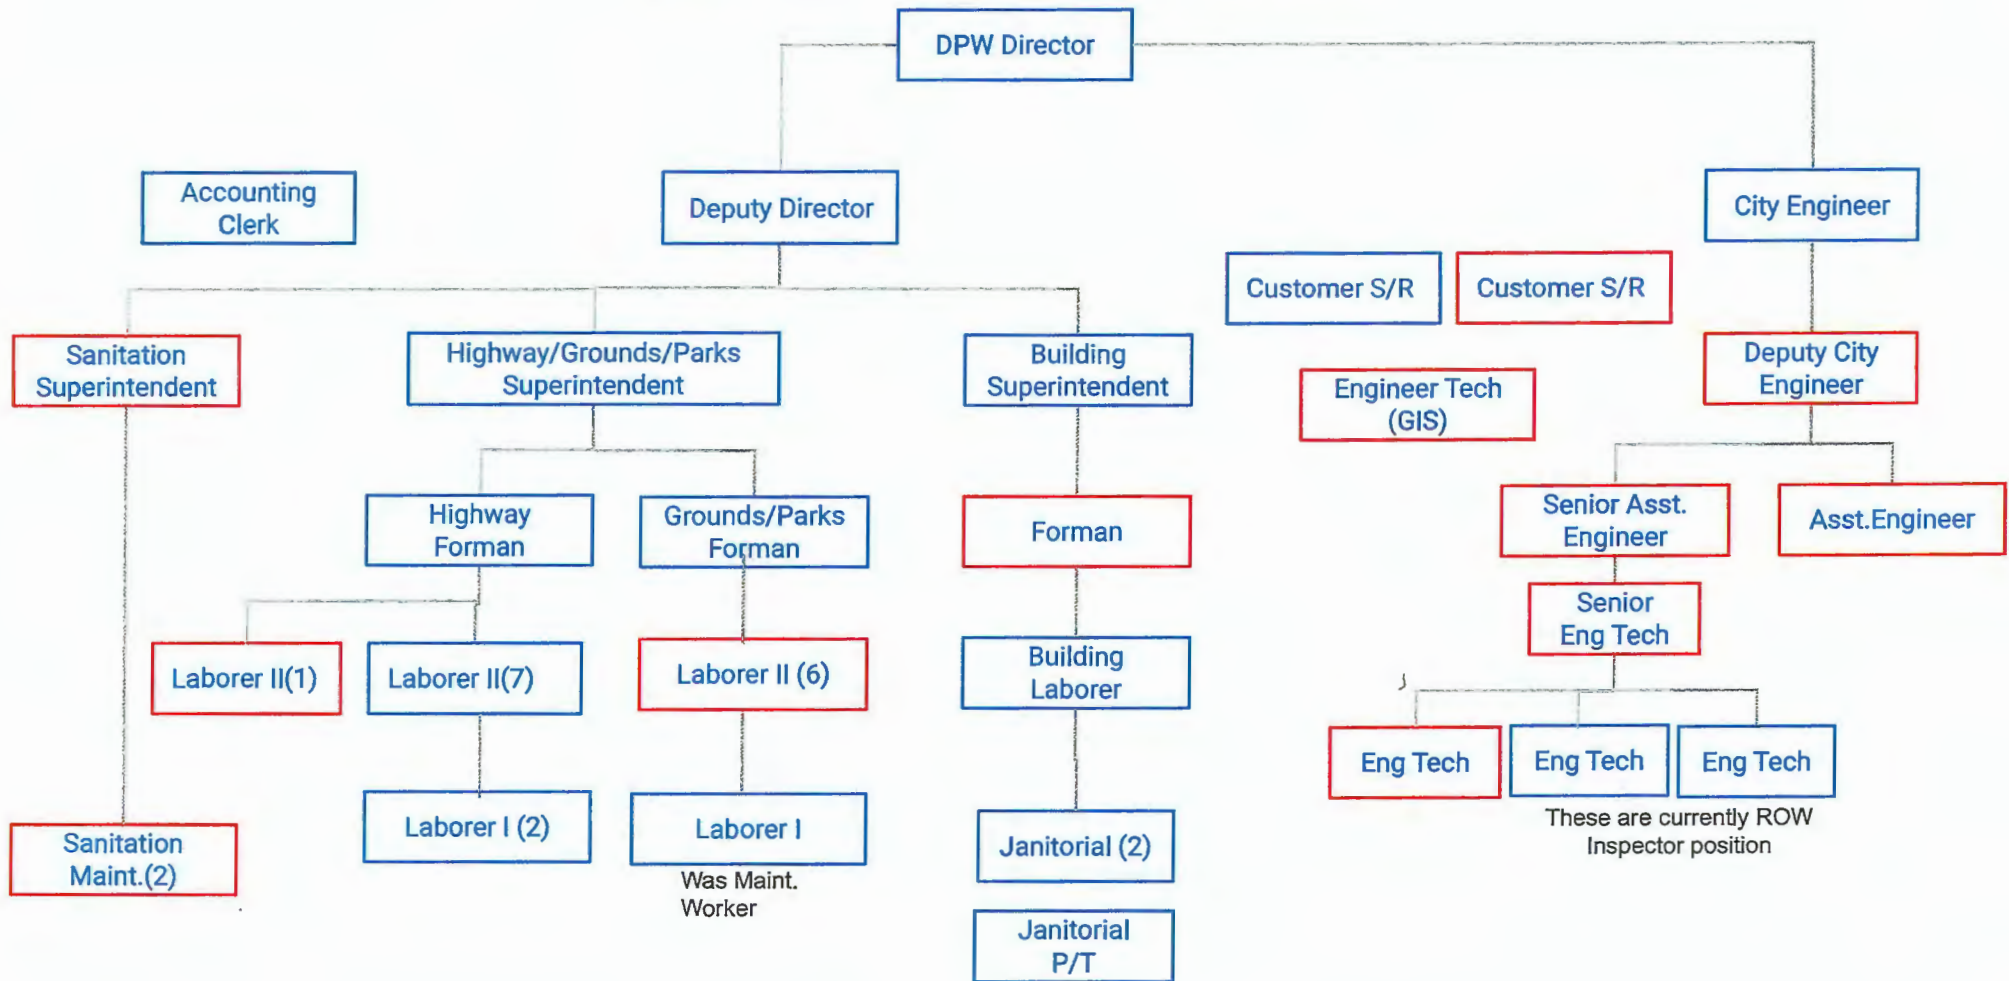 DPW Director
Accounting
Clerk
Deputy Director
City Engineer
Customer S/R
Customer S/R
Sanitation
Superintendent
Highway/Grounds/Parks
Superintendent
Building
Superintendent
Deputy City
Engineer
Engineer Tech
(GIS)
Highway
Forman
Grounds/Parks
Forman
Forman
Senior Asst.
Engineer
Asst.Engineer
Senior
Eng Tech
Laborer II(1)
Laborer II(7)
Laborer II (6)
Building
Laborer
Eng Tech
Eng Tech
Eng Tech
These are currently ROW
Inspector position
Sanitation
Maint.(2)
Laborer I (2)
Laborer I
Was Maint.
Worker
Janitorial (2)
Janitorial
P/T